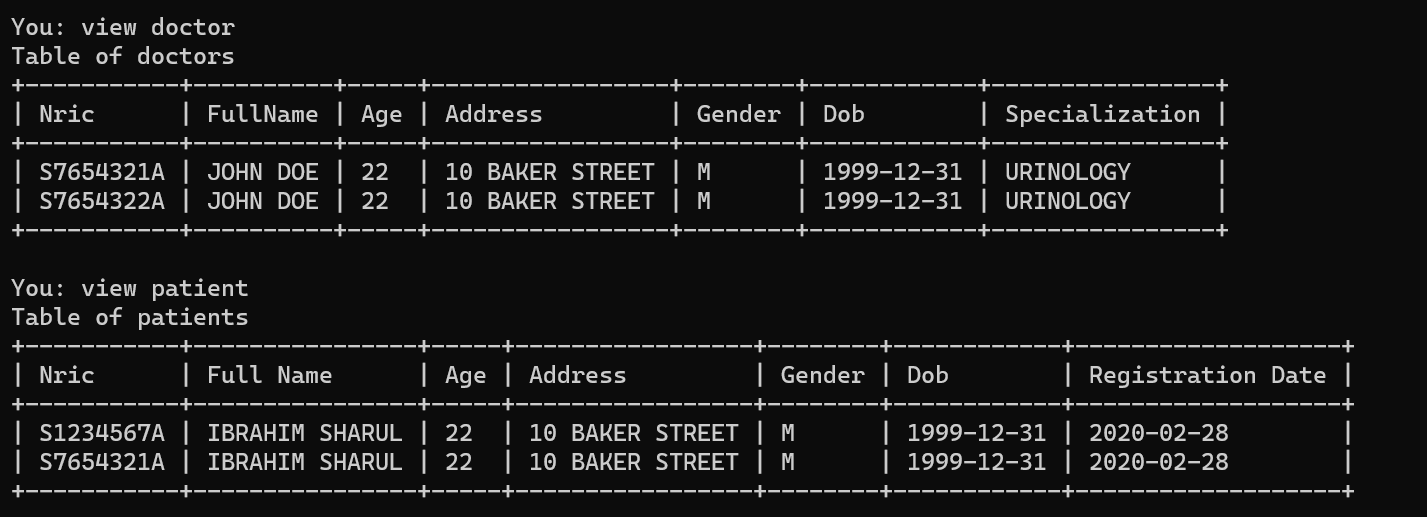 You: view doctor
Table of doctors
+-----------+----------+-----+-----------------+--------+------------+----------------+
| Nric      | FullName | Age | Address         | Gender | Dob        | Specialization |
+-----------+----------+-----+-----------------+--------+------------+----------------+
| S7654321A | JOHN DOE | 22  | 10 BAKER STREET | M      | 1999-12-31 | URINOLOGY      |
| S7654322A | JOHN DOE | 22  | 10 BAKER STREET | M      | 1999-12-31 | URINOLOGY      |
+-----------+----------+-----+-----------------+--------+------------+----------------+

You: view patient
Table of patients
+-----------+----------------+-----+-----------------+--------+------------+-------------------+
| Nric      | Full Name      | Age | Address         | Gender | Dob        | Registration Date |
+-----------+----------------+-----+-----------------+--------+------------+-------------------+
| S1234567A | IBRAHIM SHARUL | 22  | 10 BAKER STREET | M      | 1999-12-31 | 2020-02-28        |
| S7654321A | IBRAHIM SHARUL | 22  | 10 BAKER STREET | M      | 1999-12-31 | 2020-02-28        |
+-----------+----------------+-----+-----------------+--------+------------+-------------------+